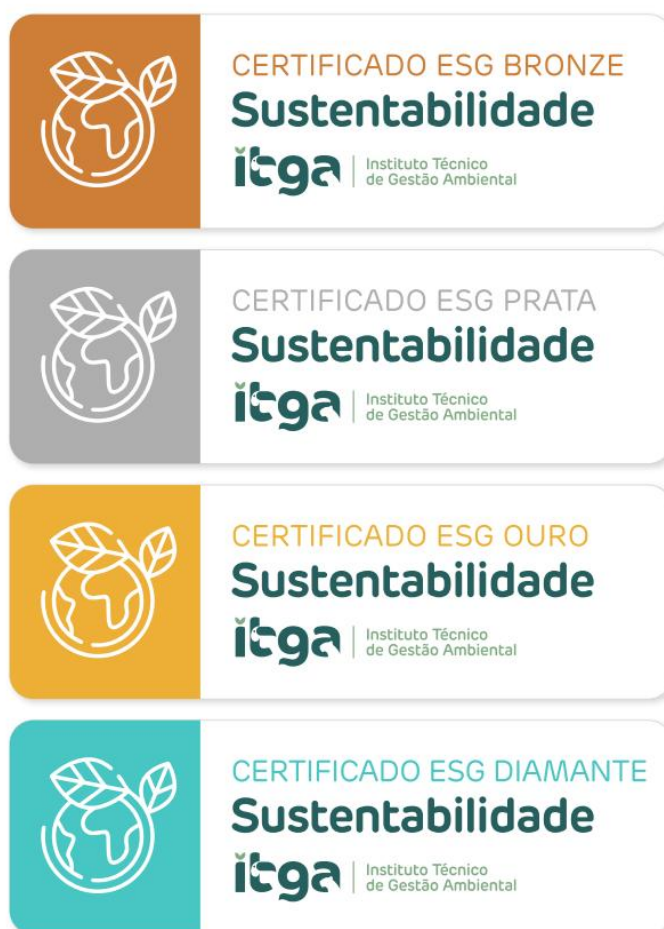 CERTIFICADO ESG BRONZE
Sustentabilidade
itga
Instituto Técnico
de Gestão Ambiental
CERTIFICADO ESG PRATA
Sustentabilidade
itga
Instituto Técnico
de Gestão Ambiental
CERTIFICADO ESG OURO
Sustentabilidade
itga
Instituto Técnico
de Gestão Ambiental
CERTIFICADO ESG DIAMANTE
Sustentabilidade
itga
Instituto Técnico
de Gestão Ambiental